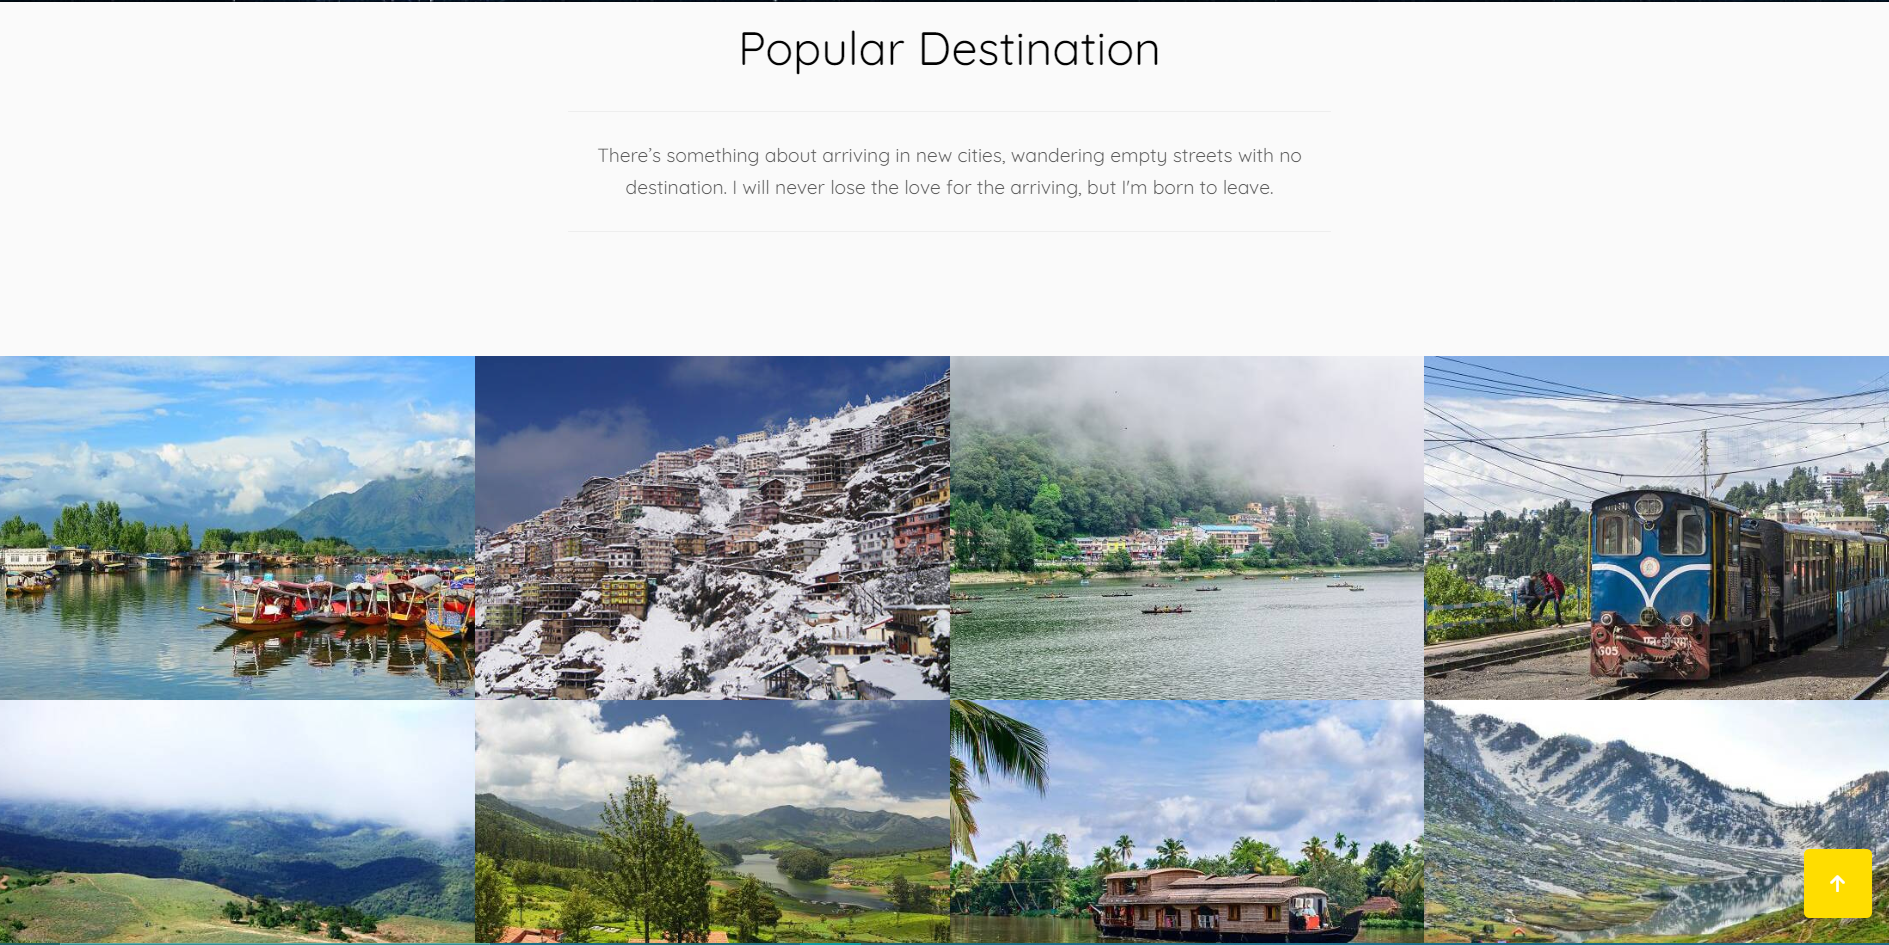 Popular Destination
There's something about arriving in new cities, wandering empty streets with no
destination. I will never lose the love for the arriving, but I'm born to leave.
605